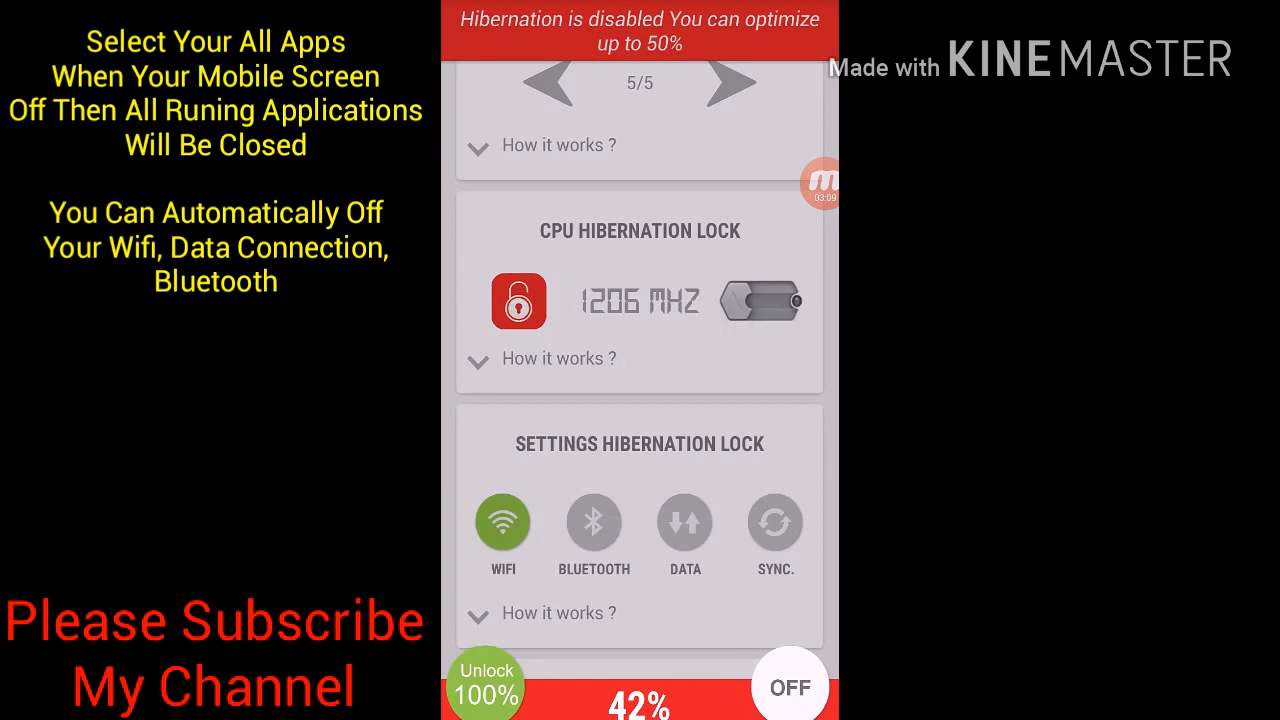 Select Your All Apps
When Your Mobile Screen
Off Then All Runing Applications
Will Be Closed
You Can Automatically Off
Your Wifi, Data Connection,
Bluetooth
Please Subscribe
My Channel
Hibernation is disabled You can optimize
up to 50%
5/5
How it works ?
03:09
CPU HIBERNATION LOCK
1206 MHZ
How it works ?
SETTINGS HIBERNATION LOCK
WIFI
BLUETOOTH
DATA
SYNC.
How it works ?
Unlock
100%
42%
OFF
Made with KINEMASTER